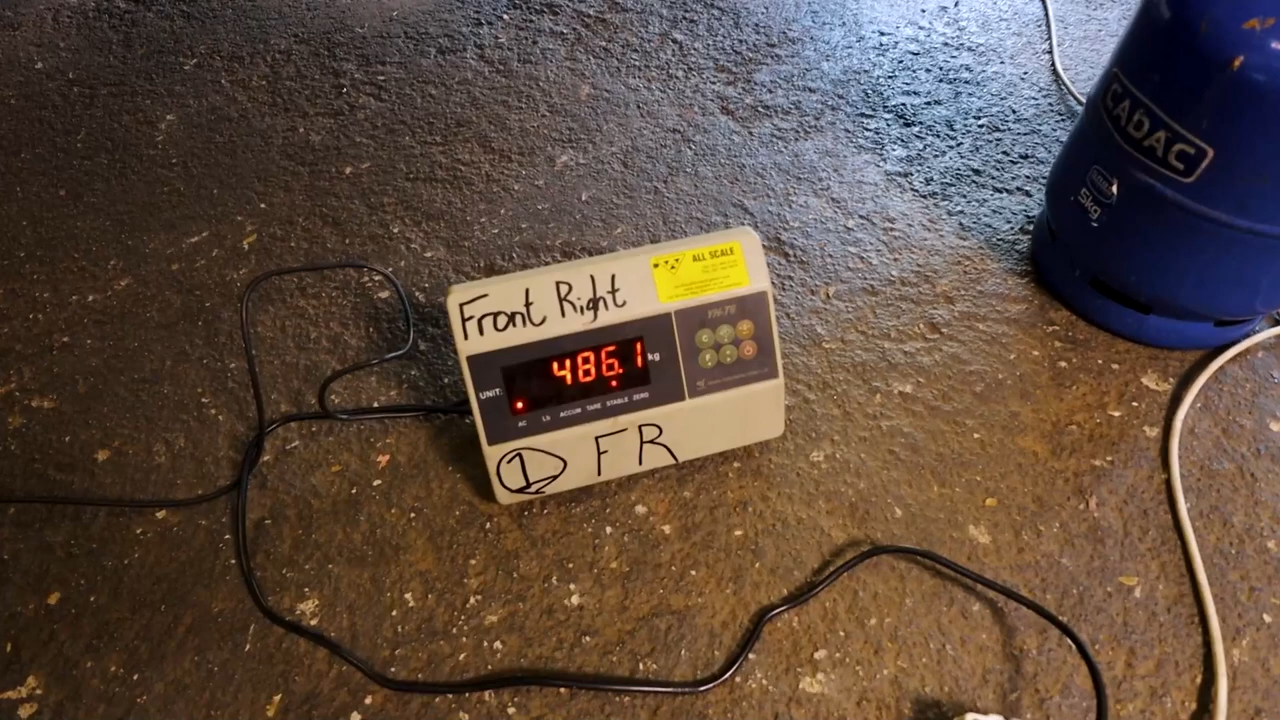 Front Right
ALL SCALE
486.1 kg
UNIT:
AC Lb ACCUM TARE STABLE ZERO
1 FR
CADAC
5kg